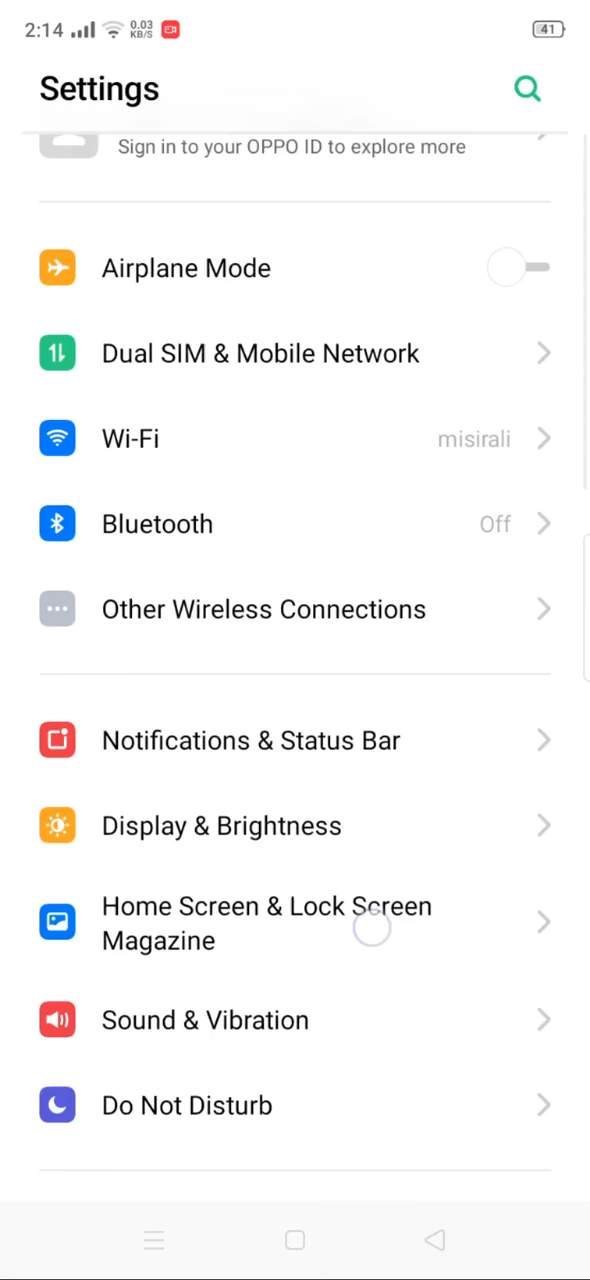 2:14 0.03 KB/S 41
Settings
Sign in to your OPPO ID to explore more
Airplane Mode
Dual SIM & Mobile Network
Wi-Fi misirali
Bluetooth Off
Other Wireless Connections
Notifications & Status Bar
Display & Brightness
Home Screen & Lock Screen
Magazine
Sound & Vibration
Do Not Disturb